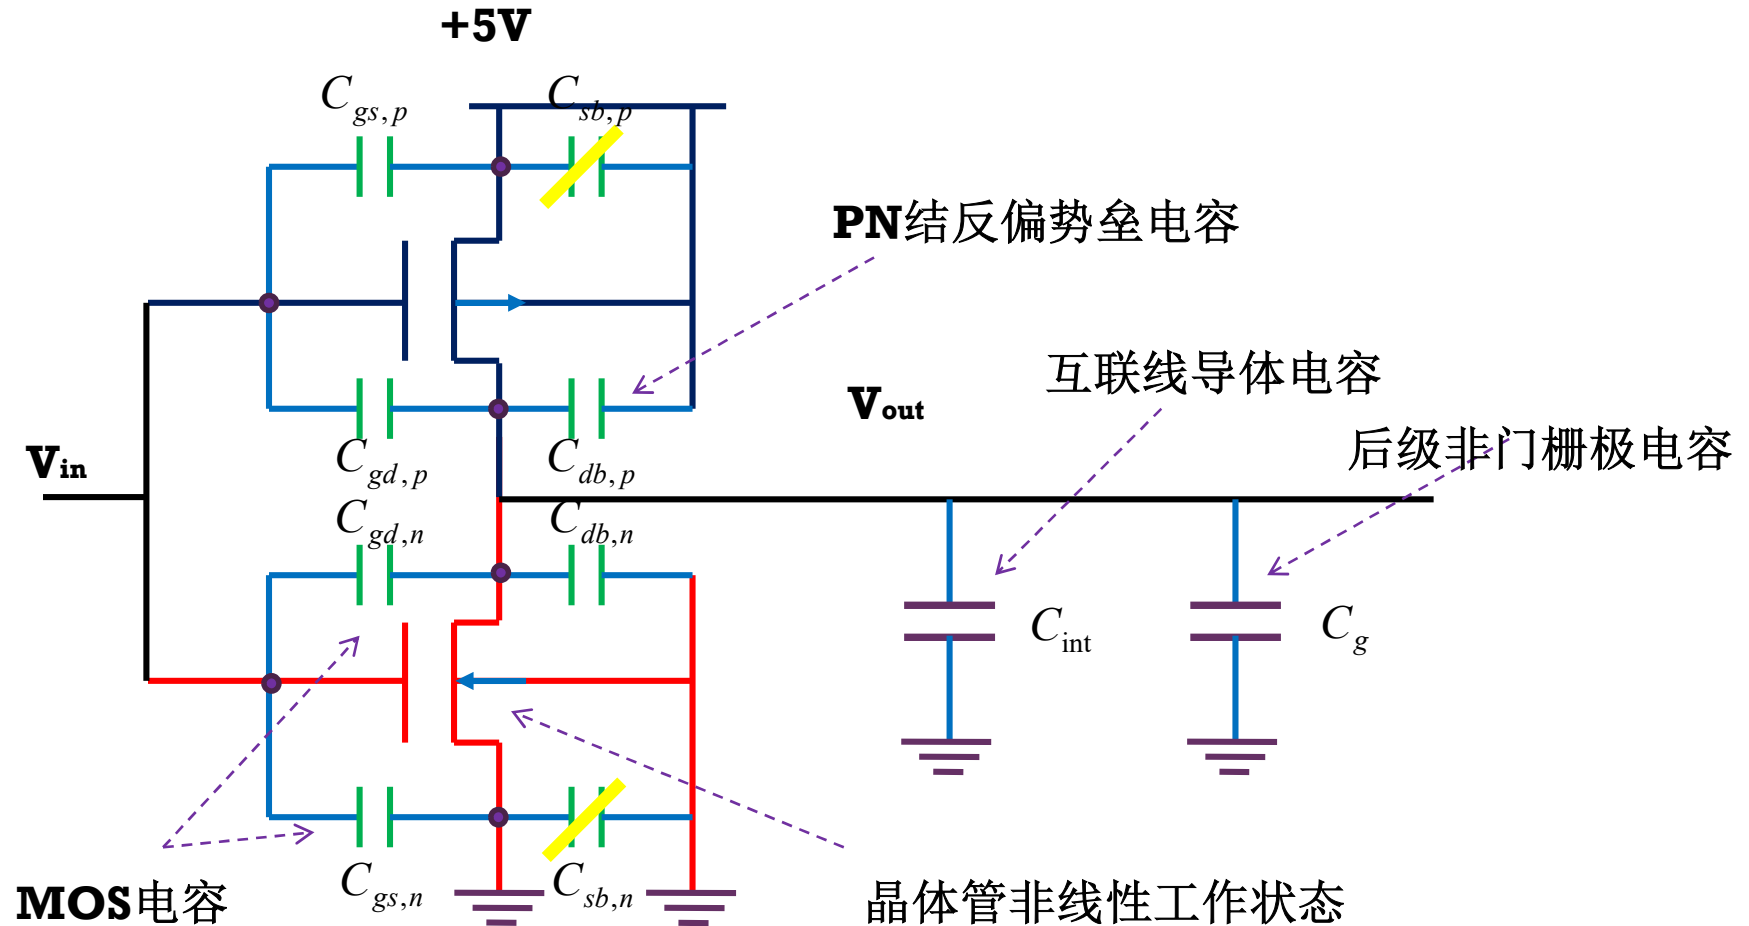 +5V
C_{gs,p}
C_{sb,p}
PN结反偏势垒电容
互联线导体电容
V_{out}
后级非门栅极电容
V_{in}
C_{gd,p}
C_{db,p}
C_{gd,n}
C_{db,n}
C_{int}
C_{g}
MOS电容
C_{gs,n}
C_{sb,n}
晶体管非线性工作状态